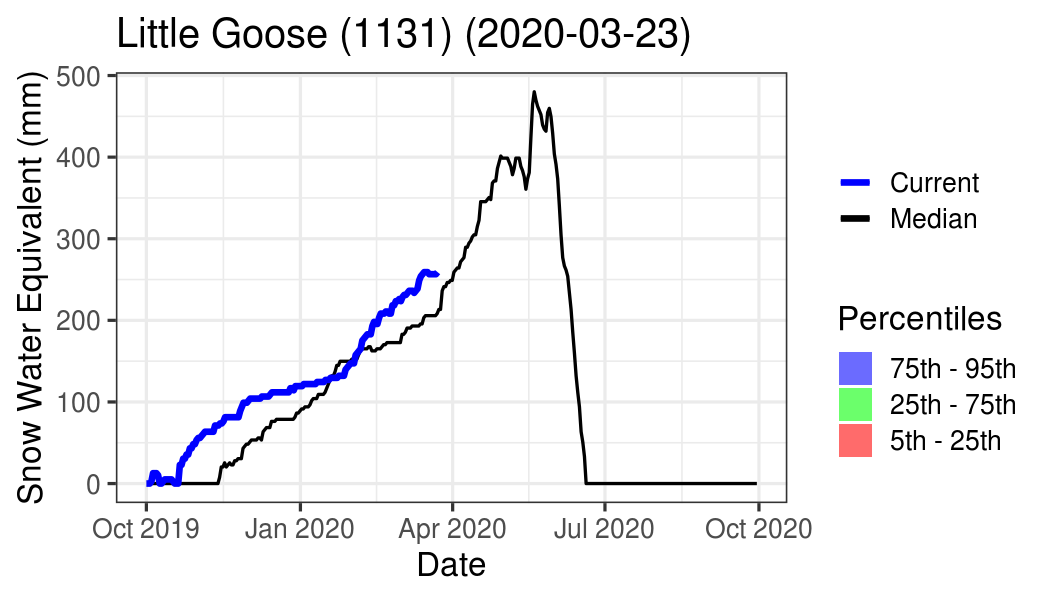 Little Goose (1131) (2020-03-23)
Snow Water Equivalent (mm)
500
400
300
200
100
0
Oct 2019
Jan 2020
Apr 2020
Jul 2020
Oct 2020
Date
Current
Median
Percentiles
75th - 95th
25th - 75th
5th - 25th